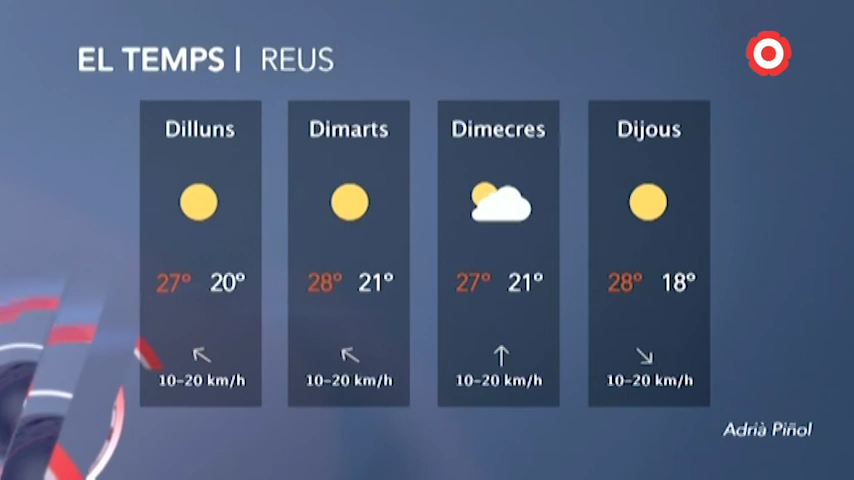 EL TEMPS | REUS
Dilluns Dimarts Dimecres Dijous
27° 20° 28° 21° 27° 21° 28° 18°
10-20 km/h 10-20 km/h 10-20 km/h 10-20 km/h
Adrià Piñol